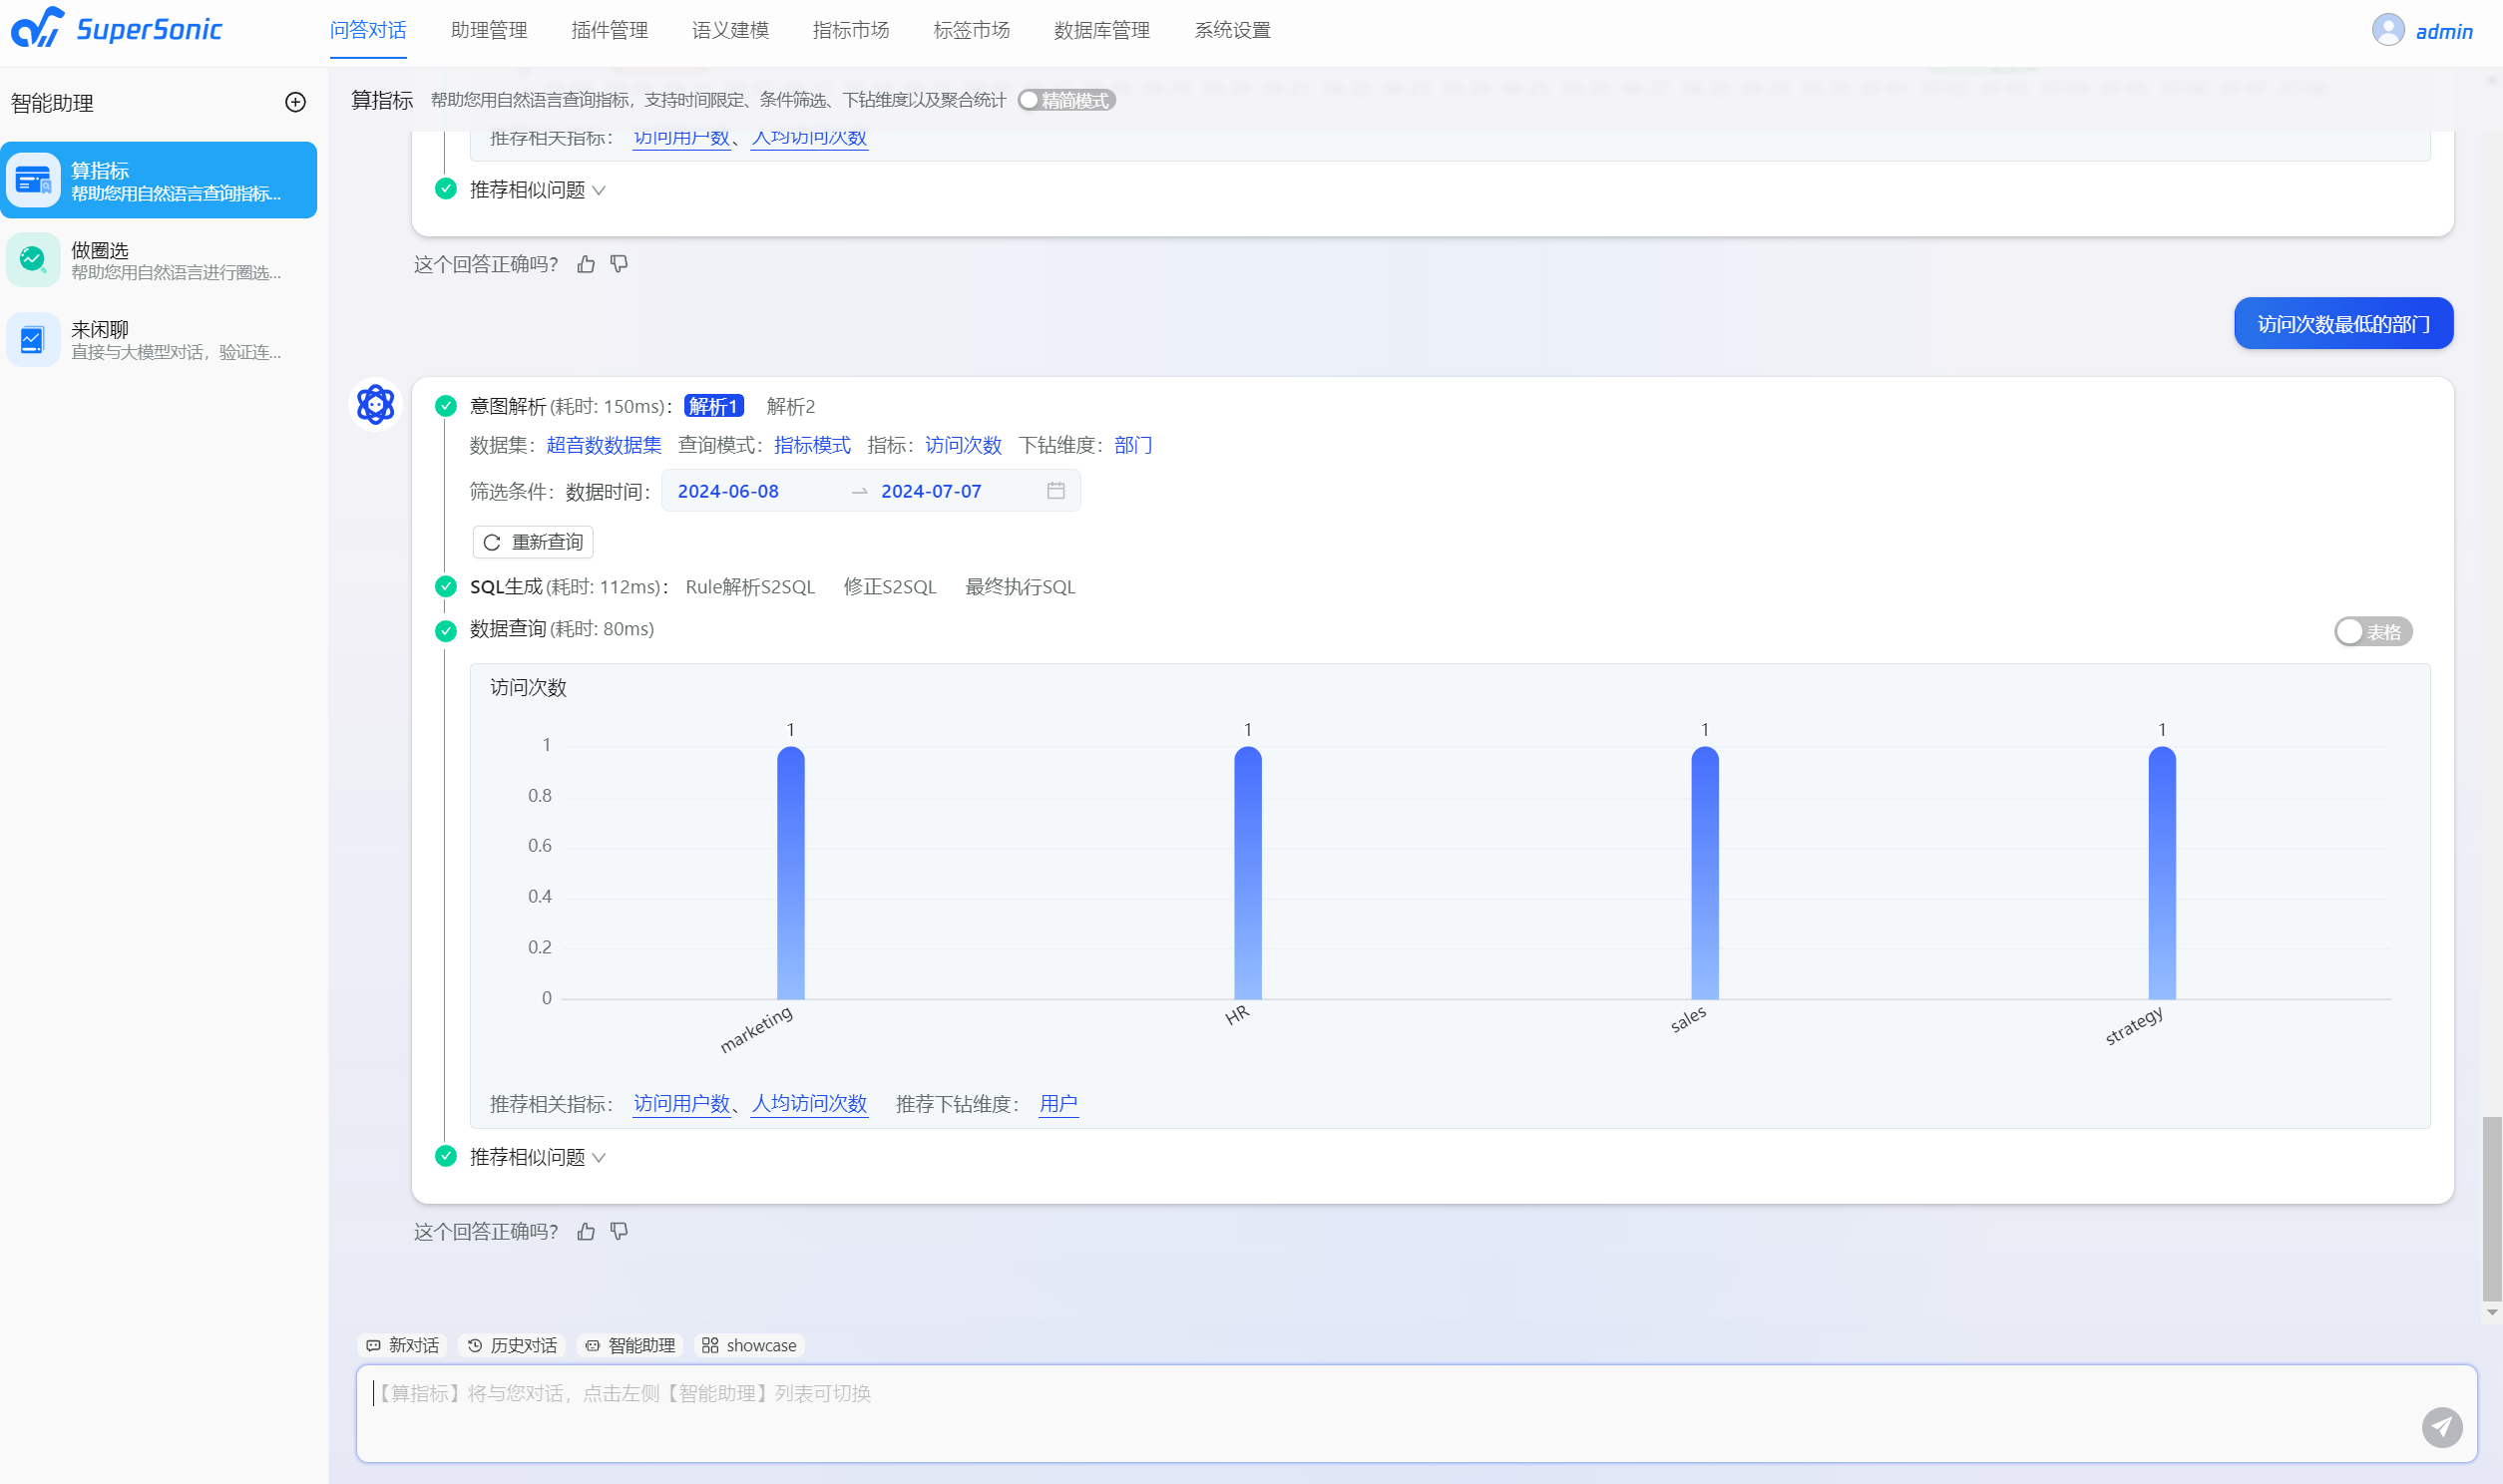 SuperSonic
问答对话 助理管理 插件管理 语义建模 指标市场 标签市场 数据库管理 系统设置
admin
智能助理
算指标
帮助您用自然语言查询指标...
做圈选
帮助您用自然语言进行圈选...
来闲聊
直接与大模型对话，验证连...
算指标 帮助您用自然语言查询指标，支持时间限定、条件筛选、下钻维度以及聚合统计 精简模式
推荐相关指标： 访问用户数、人均访问次数
推荐相似问题
这个回答正确吗?
访问次数最低的部门
意图解析(耗时: 150ms)： 解析1 解析2
数据集：超音数数据集 查询模式：指标模式 指标：访问次数 下钻维度：部门
筛选条件：数据时间： 2024-06-08 → 2024-07-07
重新查询
SQL生成(耗时: 112ms)： Rule解析S2SQL 修正S2SQL 最终执行SQL
数据查询(耗时: 80ms)
表格
访问次数
1 1 1 1
1
0.8
0.6
0.4
0.2
0
marketing HR sales strategy
推荐相关指标： 访问用户数、人均访问次数 推荐下钻维度： 用户
推荐相似问题
这个回答正确吗?
新对话 历史对话 智能助理 showcase
【算指标】将与您对话，点击左侧【智能助理】列表可切换